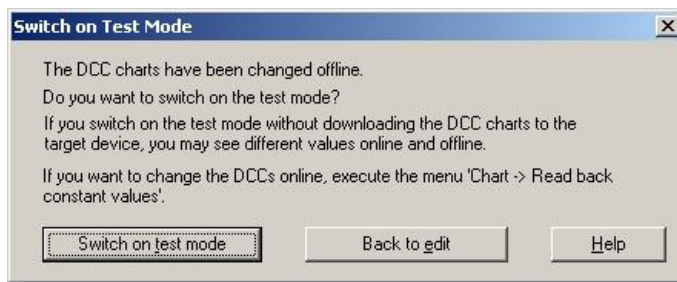 Switch on Test Mode
The DCC charts have been changed offline.
Do you want to switch on the test mode?
If you switch on the test mode without downloading the DCC charts to the
target device, you may see different values online and offline.
If you want to change the DCCs online, execute the menu 'Chart -> Read back
constant values'.
Switch on test mode Back to edit Help